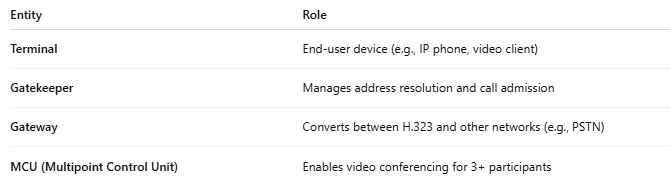 Entity Role
Terminal End-user device (e.g., IP phone, video client)
Gatekeeper Manages address resolution and call admission
Gateway Converts between H.323 and other networks (e.g., PSTN)
MCU (Multipoint Control Unit) Enables video conferencing for 3+ participants